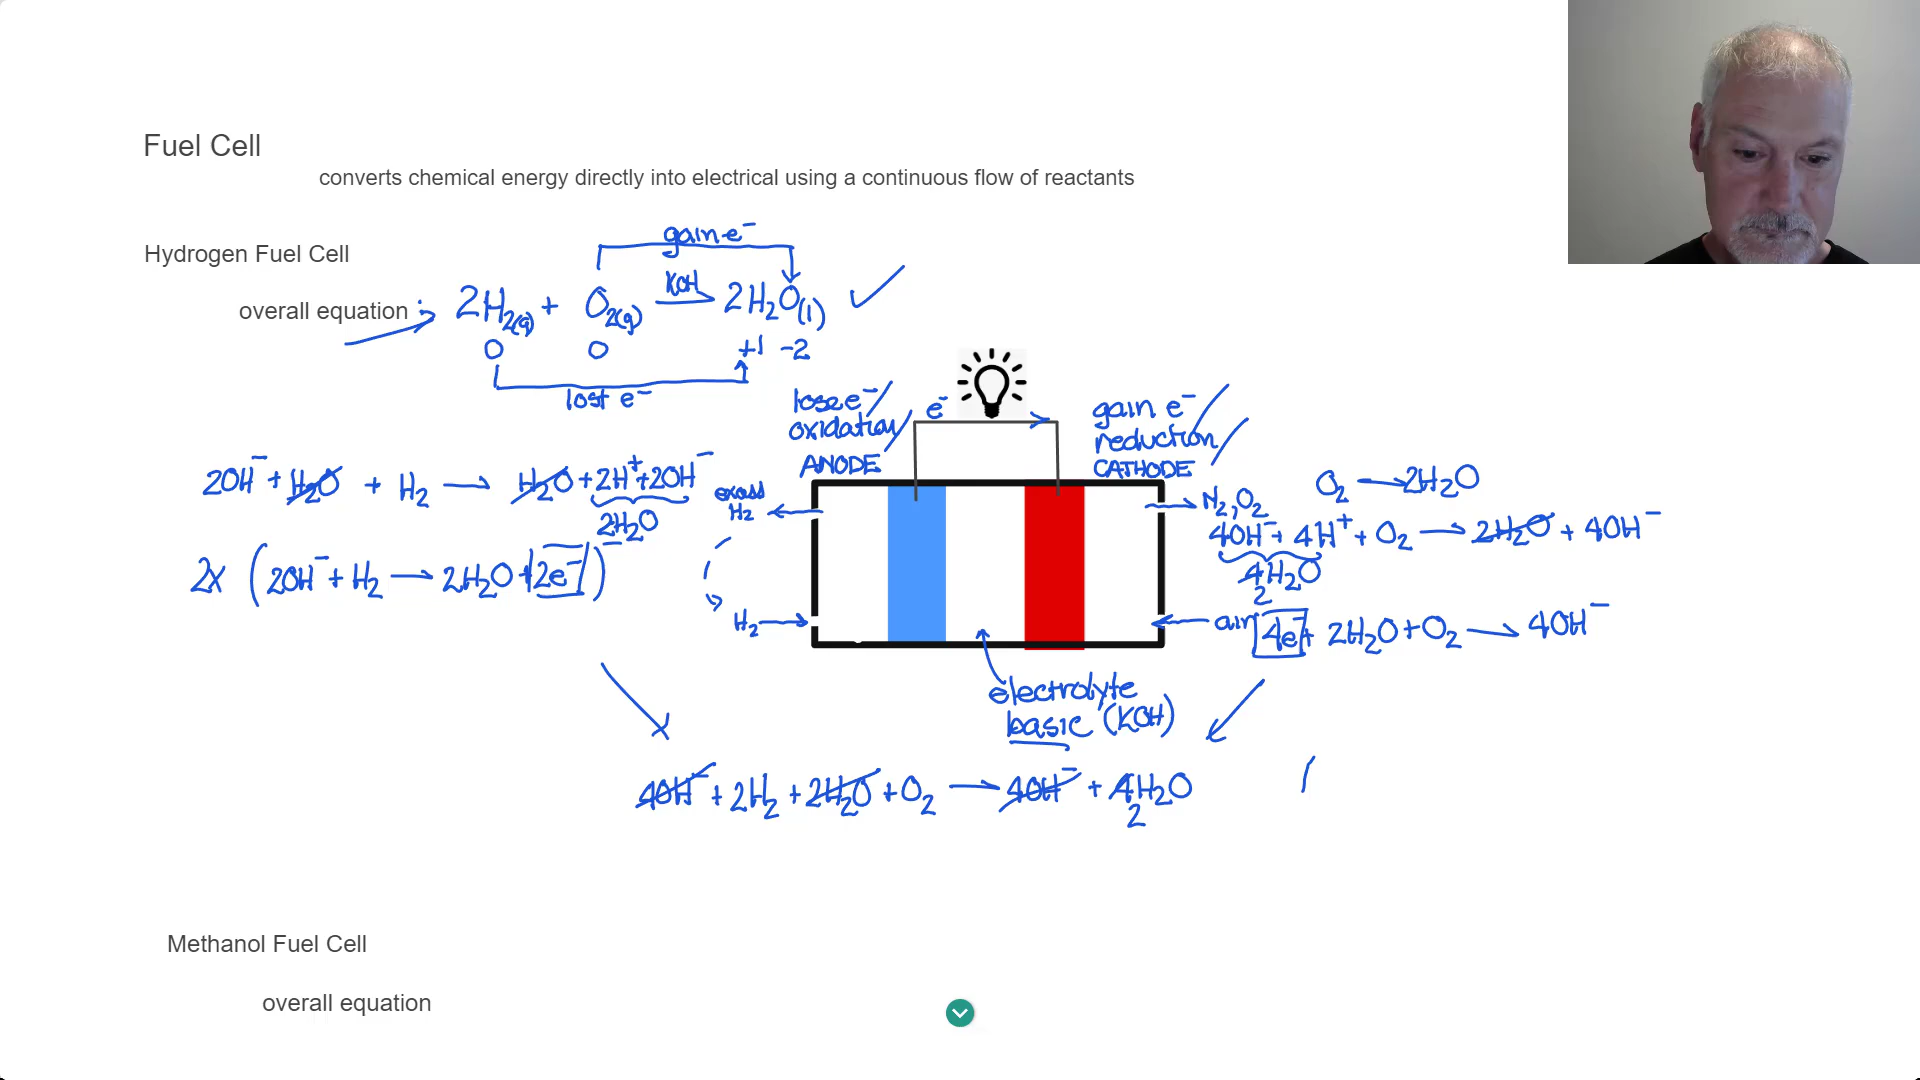 Fuel Cell
converts chemical energy directly into electrical using a continuous flow of reactants
gain e⁻
Hydrogen Fuel Cell
overall equation : 2H₂(g) + O₂(g) KOH → 2H₂O(l)
0 0 +1 -2
lost e⁻
lose e⁻
oxidation
ANODE
e⁻
gain e⁻
reduction
CATHODE
2OH⁻ + H₂O + H₂ → H₂O + 2H⁺ + 2OH⁻
2H₂O
2x (2OH⁻ + H₂ → 2H₂O + 2e⁻)
excess
H₂
H₂
N₂, O₂
O₂ → 2H₂O
4OH⁻ + 4H⁺ + O₂ → 2H₂O + 4OH⁻
4H₂O
2
air
4e⁻ + 2H₂O + O₂ → 4OH⁻
electrolyte
basic (KOH)
4OH⁻ + 2H₂ + 2H₂O + O₂ → 4OH⁻ + 4H₂O
2
Methanol Fuel Cell
overall equation